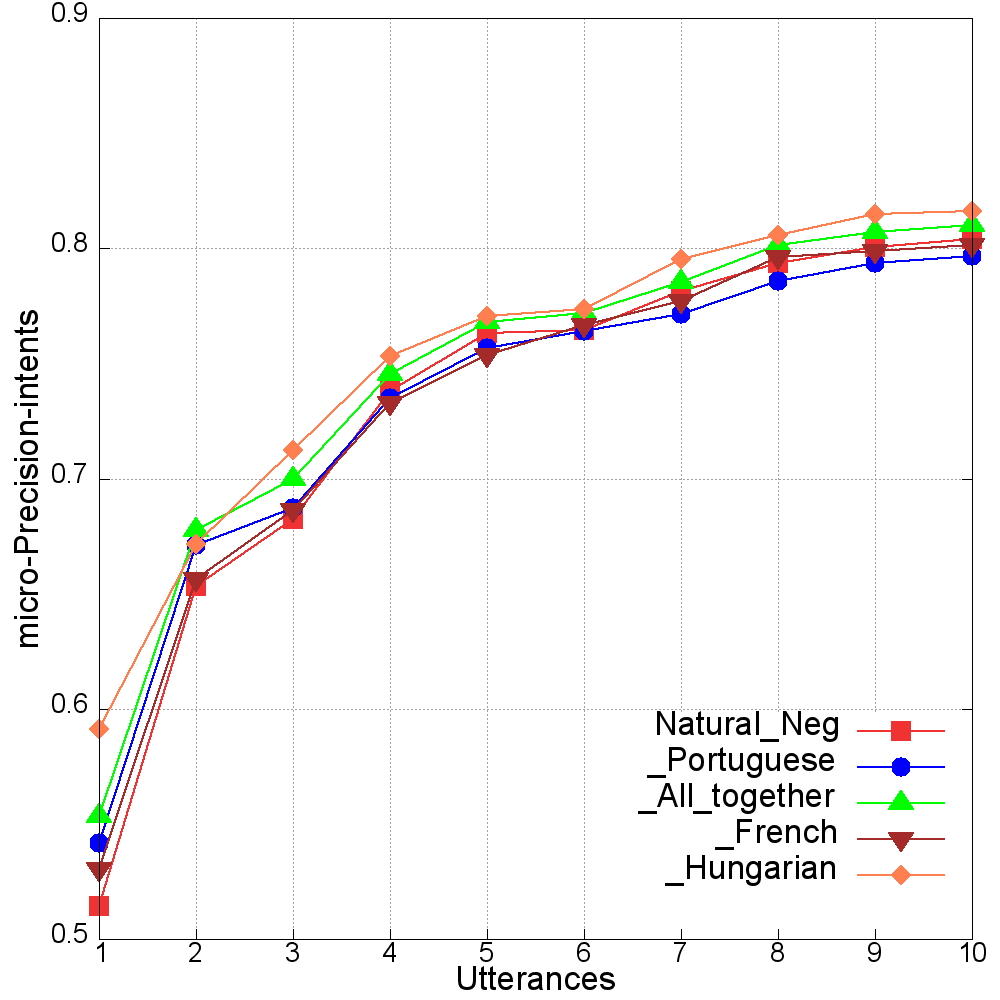 0.9
0.8
0.7
0.6
0.5
micro-Precision-intents
Natural_Neg
_Portuguese
_All_together
_French
_Hungarian
1 2 3 4 5 6 7 8 9 10
Utterances